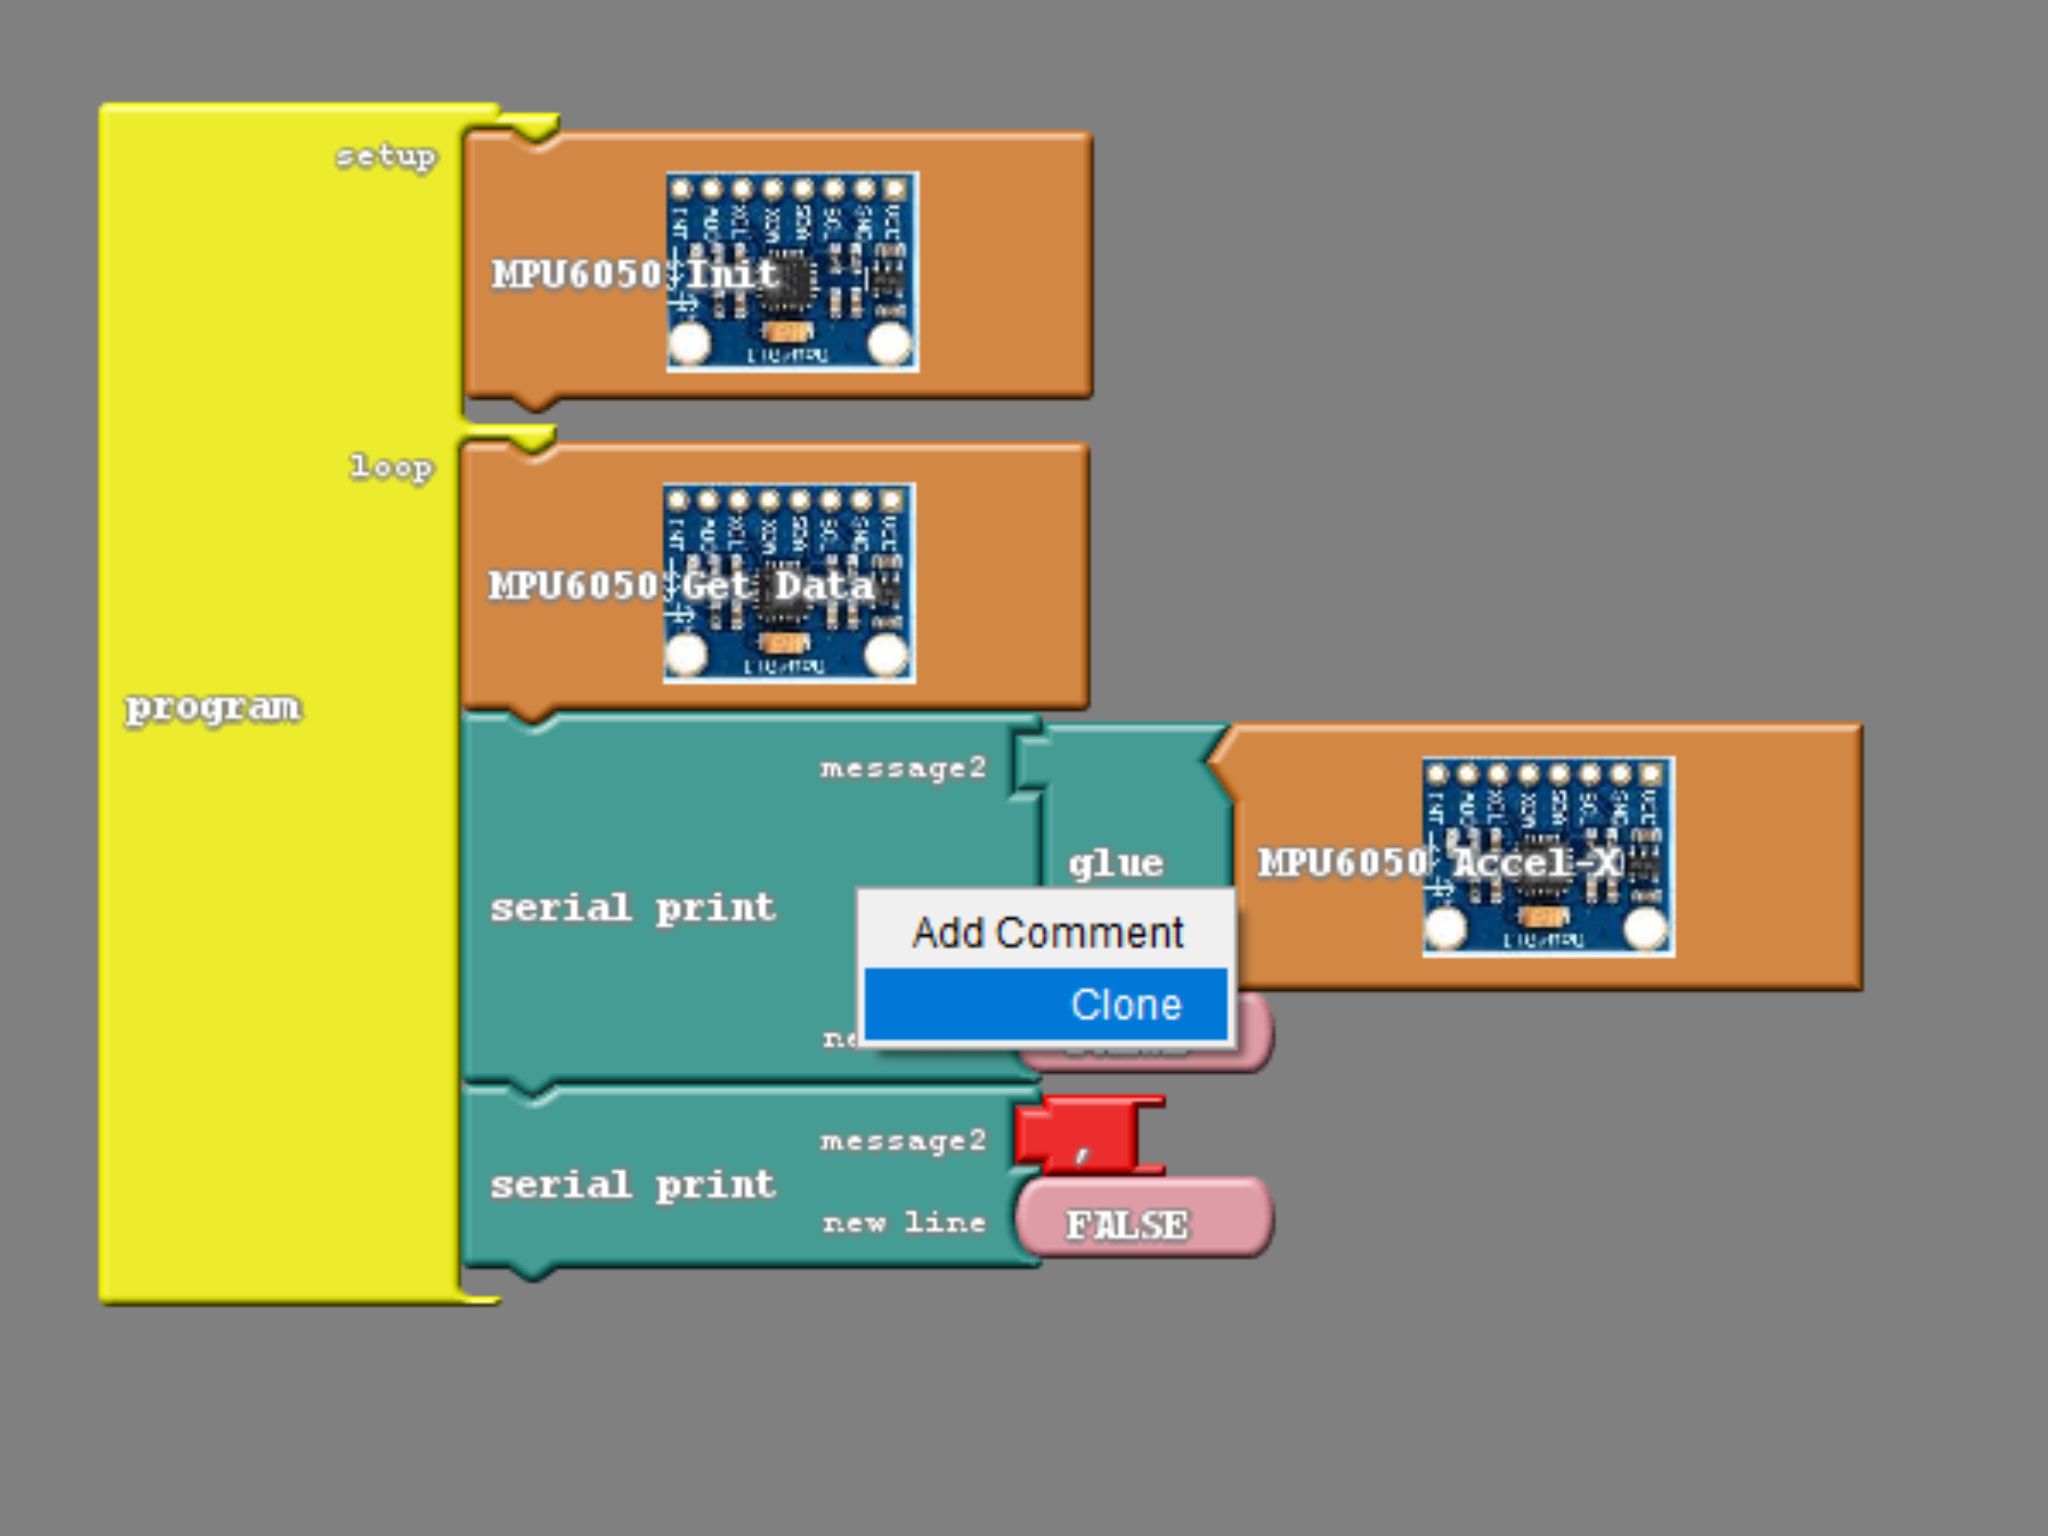 setup
MPU6050 Init
loop
MPU6050 Get Data
program
message2
glue
MPU6050 Accel-X
serial print
Add Comment
Clone
message2
,
serial print
new line
FALSE